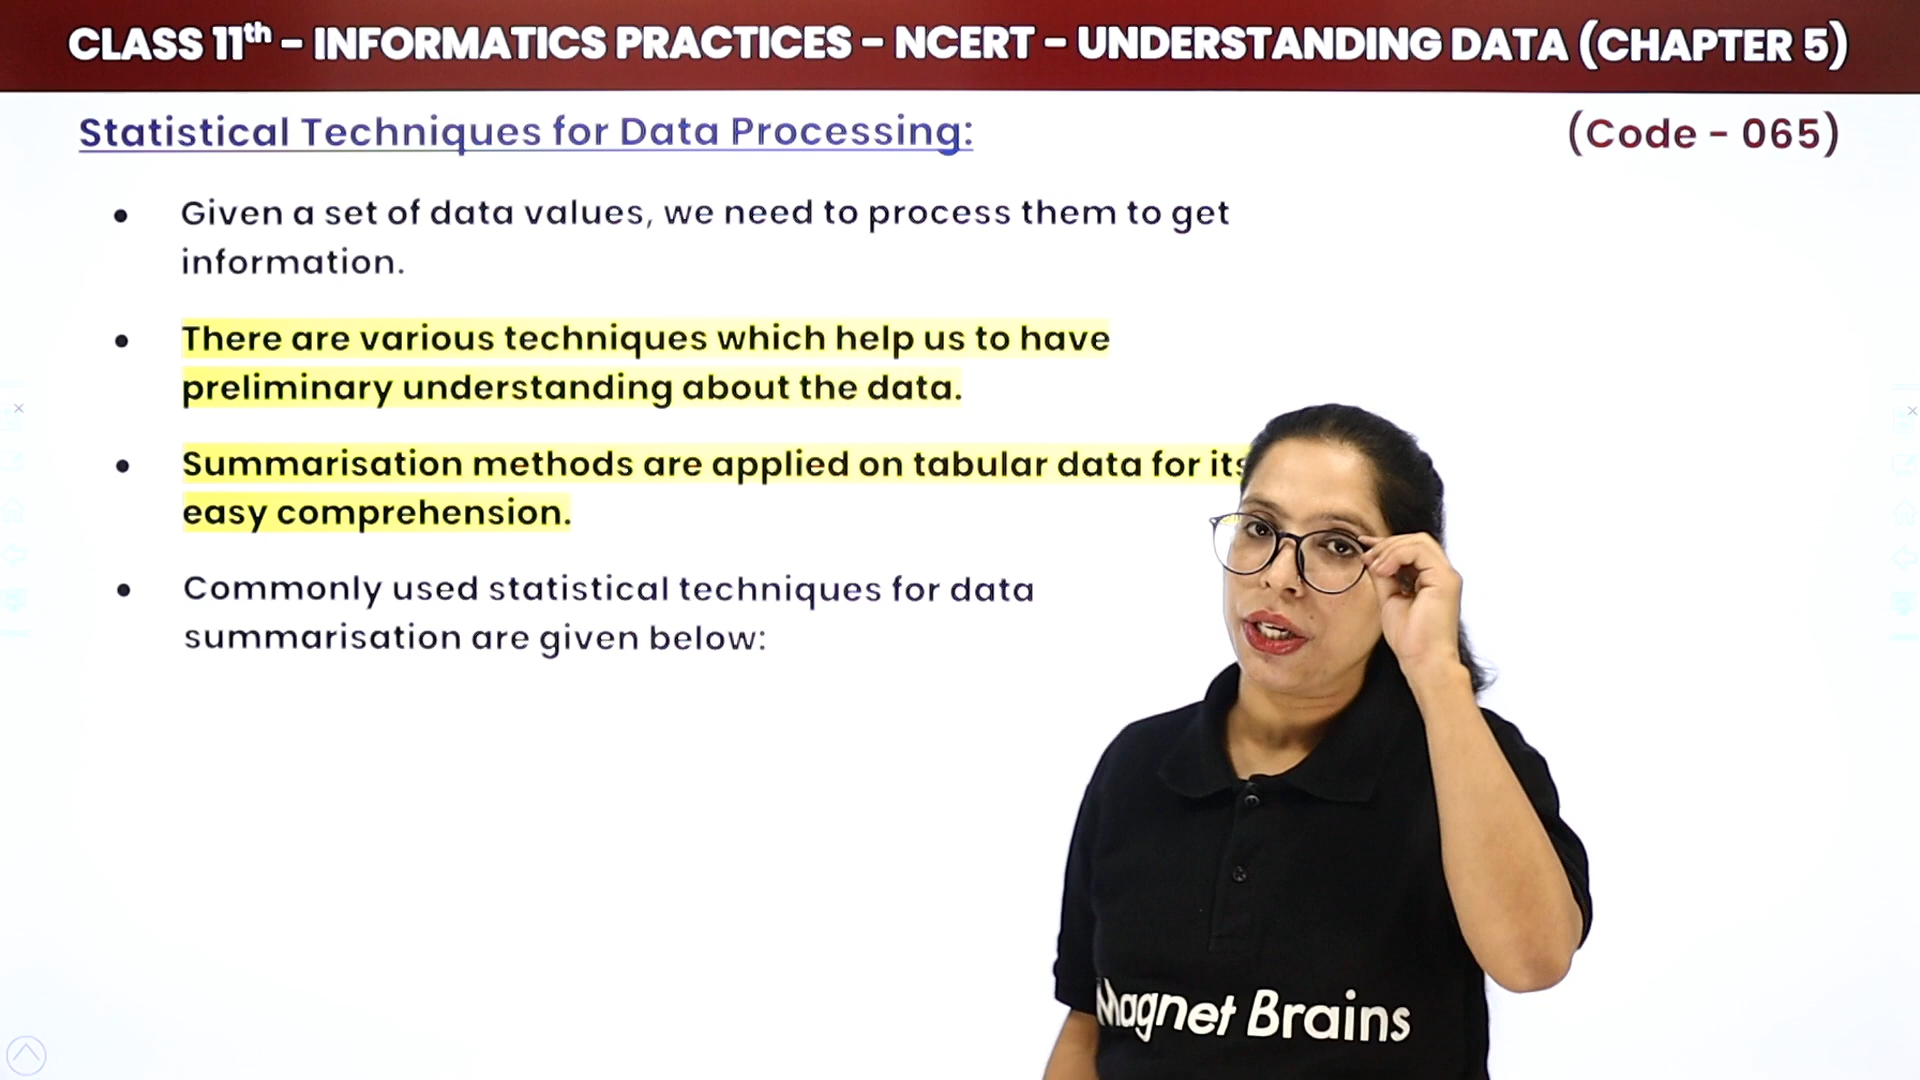 CLASS 11th - INFORMATICS PRACTICES - NCERT - UNDERSTANDING DATA (CHAPTER 5)
Statistical Techniques for Data Processing:
(Code - 065)
• Given a set of data values, we need to process them to get
information.
• There are various techniques which help us to have
preliminary understanding about the data.
• Summarisation methods are applied on tabular data for its
easy comprehension.
• Commonly used statistical techniques for data
summarisation are given below:
Magnet Brains